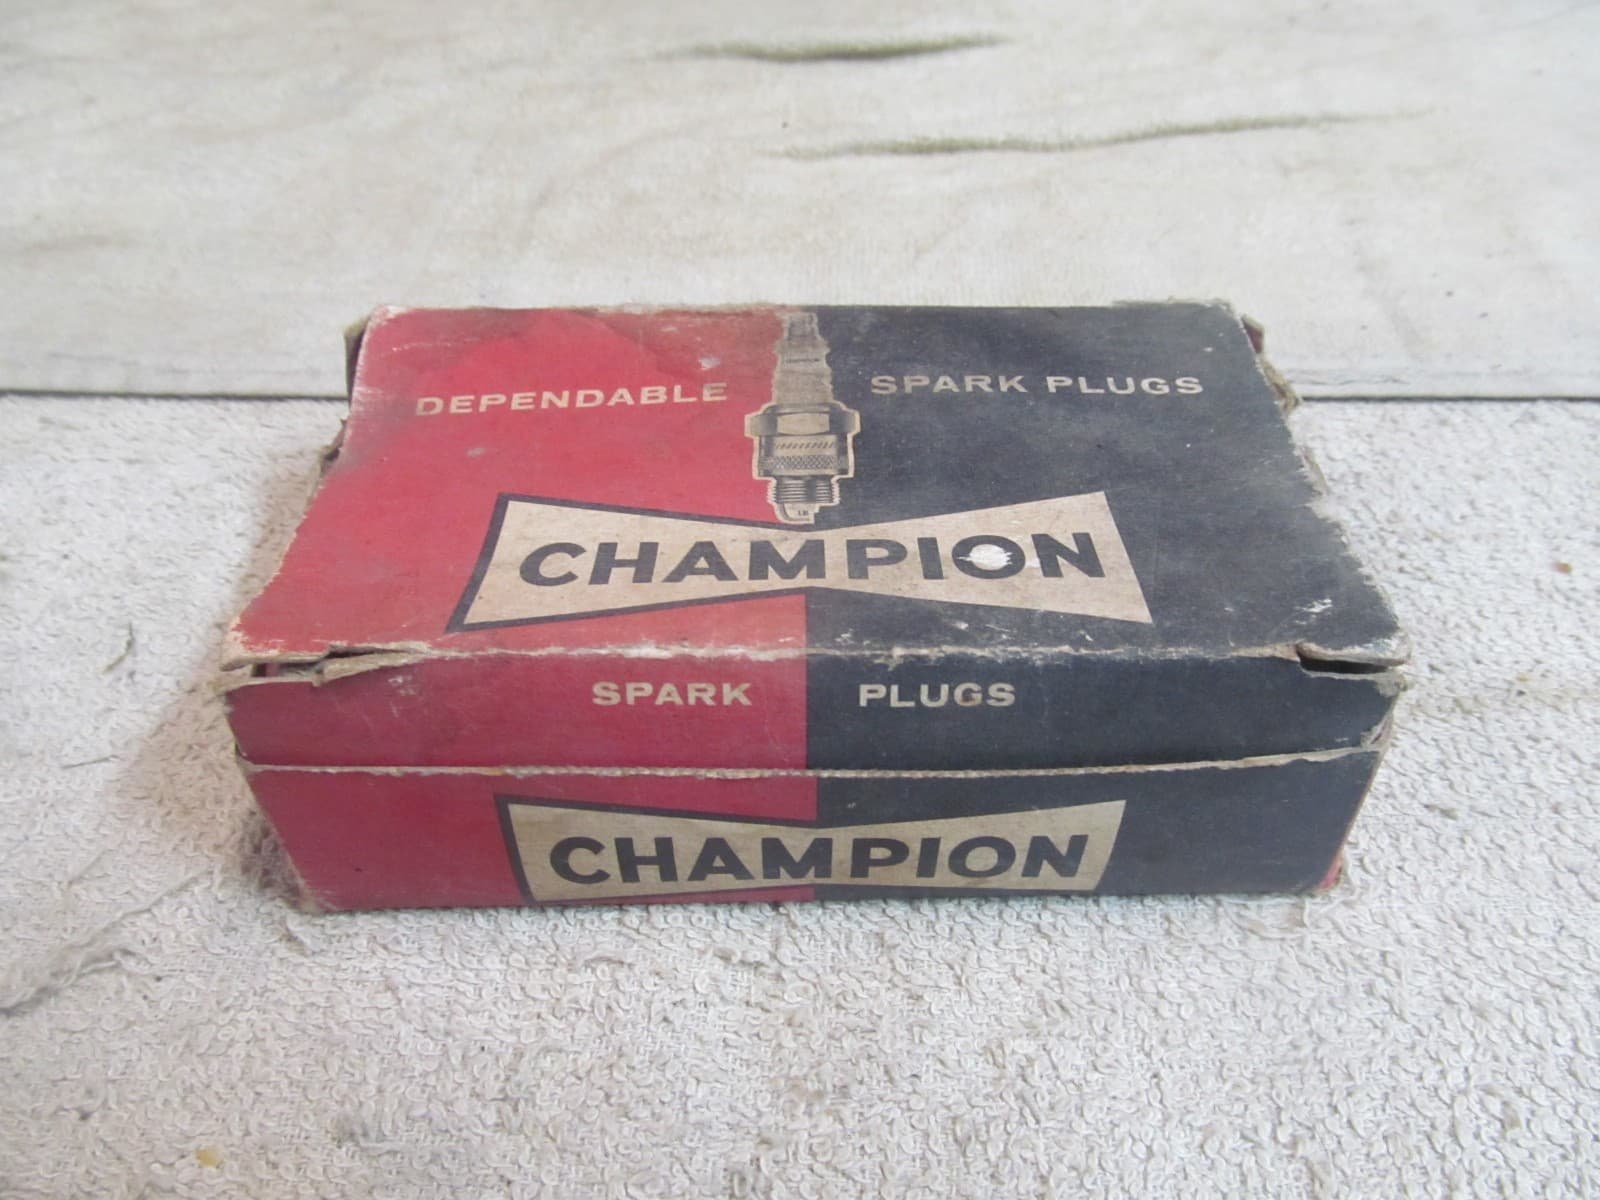 DEPENDABLE SPARK PLUGS
CHAMPION
SPARK PLUGS
CHAMPION